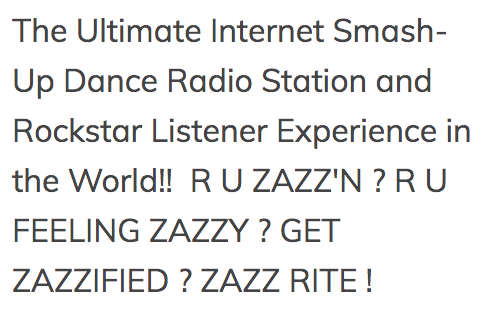 The Ultimate Internet Smash-
Up Dance Radio Station and
Rockstar Listener Experience in
the World!!  R U ZAZZ'N ? R U
FEELING ZAZZY ? GET
ZAZZIFIED ? ZAZZ RITE !